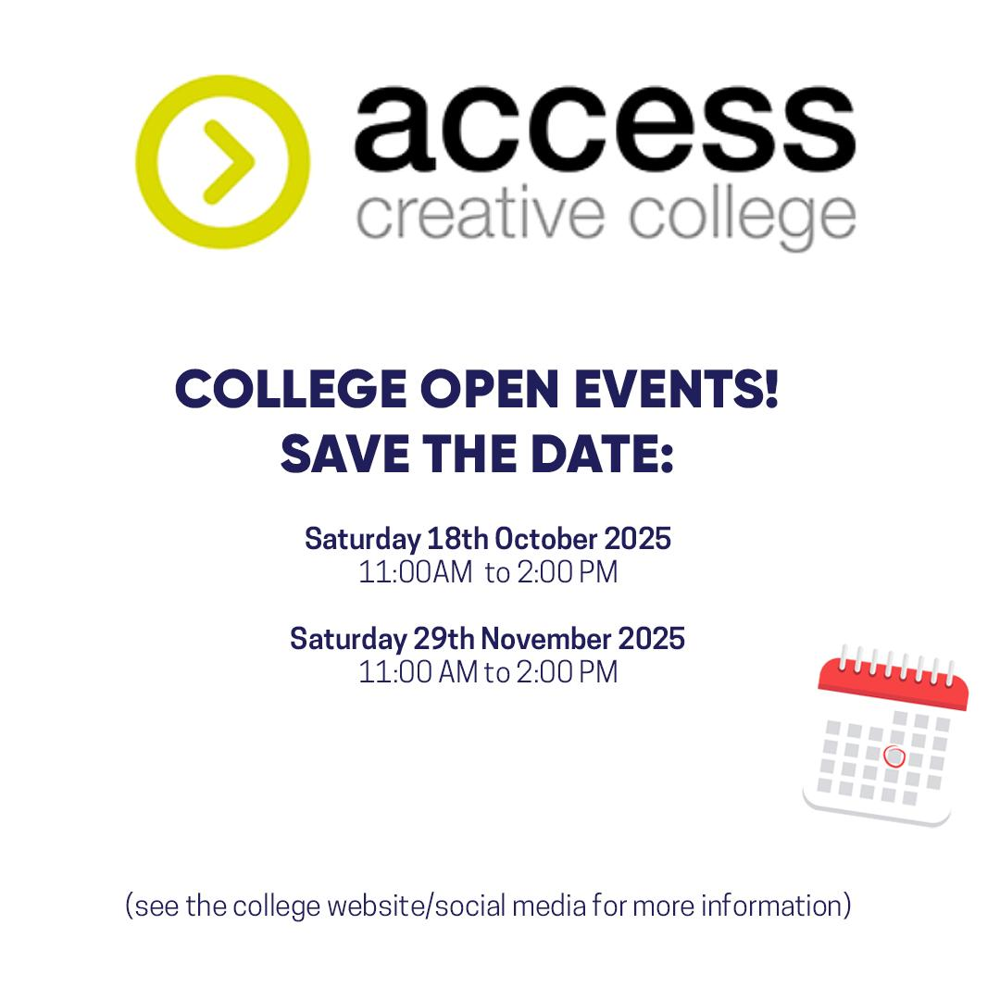 access
creative college
COLLEGE OPEN EVENTS!
SAVE THE DATE:
Saturday 18th October 2025
11:00AM to 2:00 PM
Saturday 29th November 2025
11:00 AM to 2:00 PM
(see the college website/social media for more information)